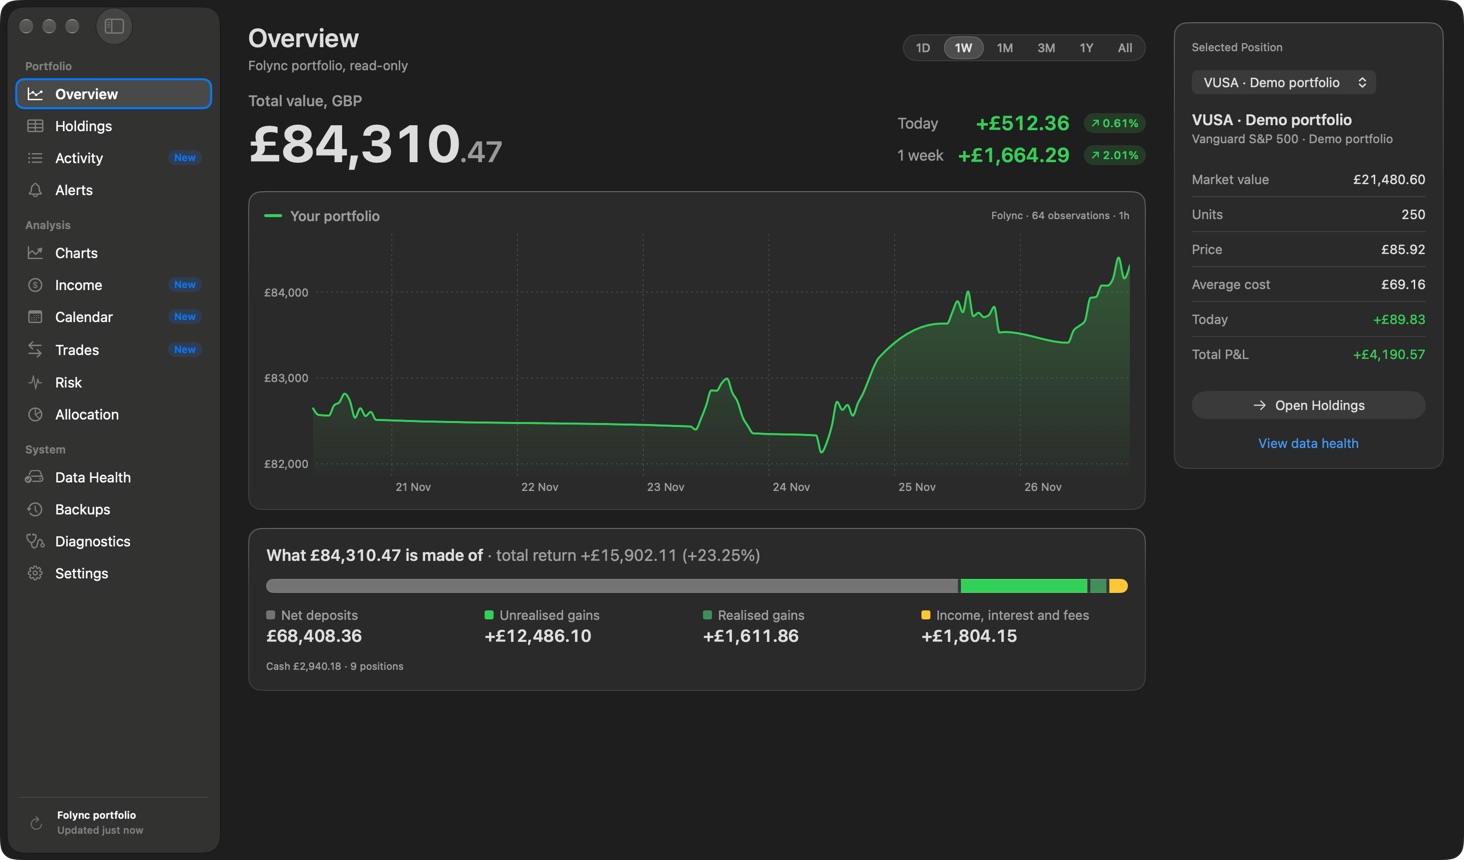 Portfolio
Overview
Holdings
Activity New
Alerts
Analysis
Charts
Income New
Calendar New
Trades New
Risk
Allocation
System
Data Health
Backups
Diagnostics
Settings
Folync portfolio
Updated just now
Overview
Folync portfolio, read-only
1D 1W 1M 3M 1Y All
Total value, GBP
£84,310.47
Today +£512.36 ↗ 0.61%
1 week +£1,664.29 ↗ 2.01%
Your portfolio
Folync · 64 observations · 1h
£84,000
£83,000
£82,000
21 Nov 22 Nov 23 Nov 24 Nov 25 Nov 26 Nov
What £84,310.47 is made of · total return +£15,902.11 (+23.25%)
Net deposits Unrealised gains Realised gains Income, interest and fees
£68,408.36 +£12,486.10 +£1,611.86 +£1,804.15
Cash £2,940.18 · 9 positions
Selected Position
VUSA · Demo portfolio
VUSA · Demo portfolio
Vanguard S&P 500 · Demo portfolio
Market value £21,480.60
Units 250
Price £85.92
Average cost £69.16
Today +£89.83
Total P&L +£4,190.57
→ Open Holdings
View data health